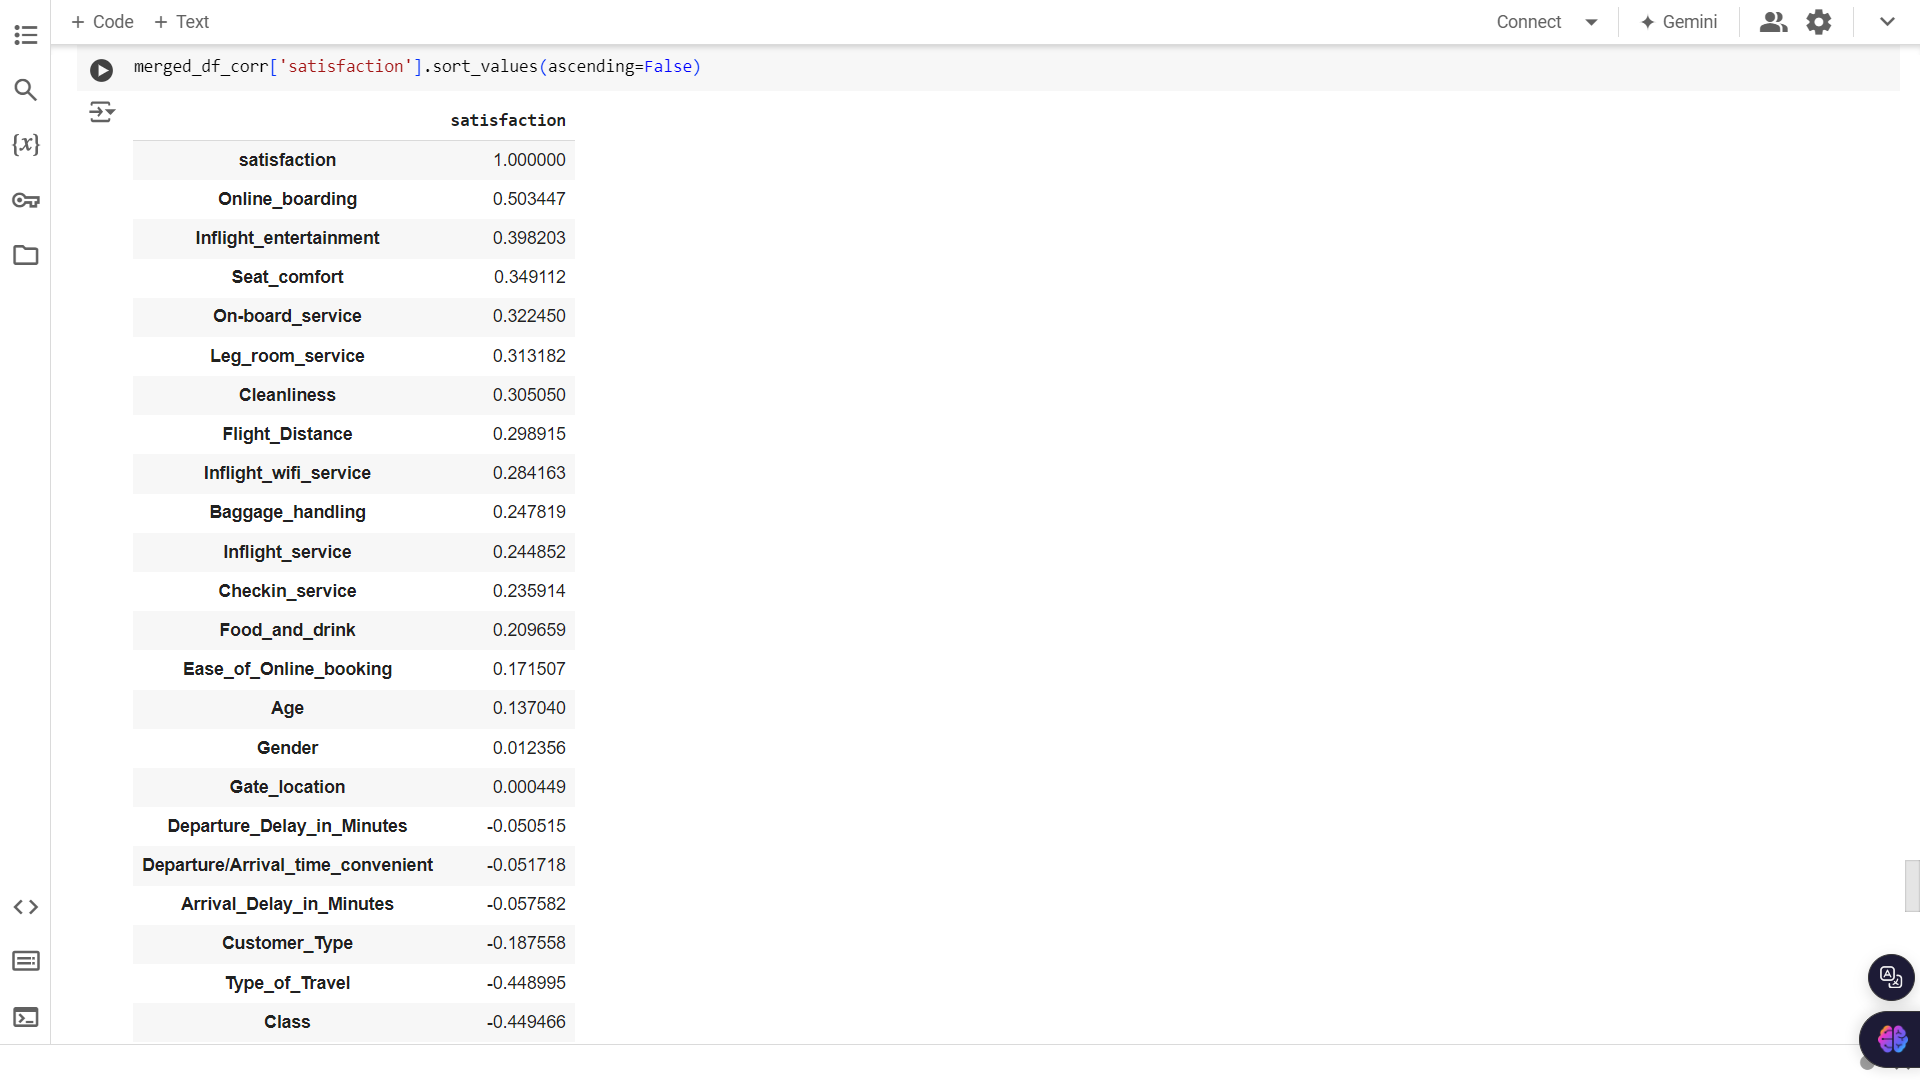 + Code + Text Connect Gemini
merged_df_corr['satisfaction'].sort_values(ascending=False)
satisfaction
satisfaction 1.000000
Online_boarding 0.503447
Inflight_entertainment 0.398203
Seat_comfort 0.349112
On-board_service 0.322450
Leg_room_service 0.313182
Cleanliness 0.305050
Flight_Distance 0.298915
Inflight_wifi_service 0.284163
Baggage_handling 0.247819
Inflight_service 0.244852
Checkin_service 0.235914
Food_and_drink 0.209659
Ease_of_Online_booking 0.171507
Age 0.137040
Gender 0.012356
Gate_location 0.000449
Departure_Delay_in_Minutes -0.050515
Departure/Arrival_time_convenient -0.051718
Arrival_Delay_in_Minutes -0.057582
Customer_Type -0.187558
Type_of_Travel -0.448995
Class -0.449466